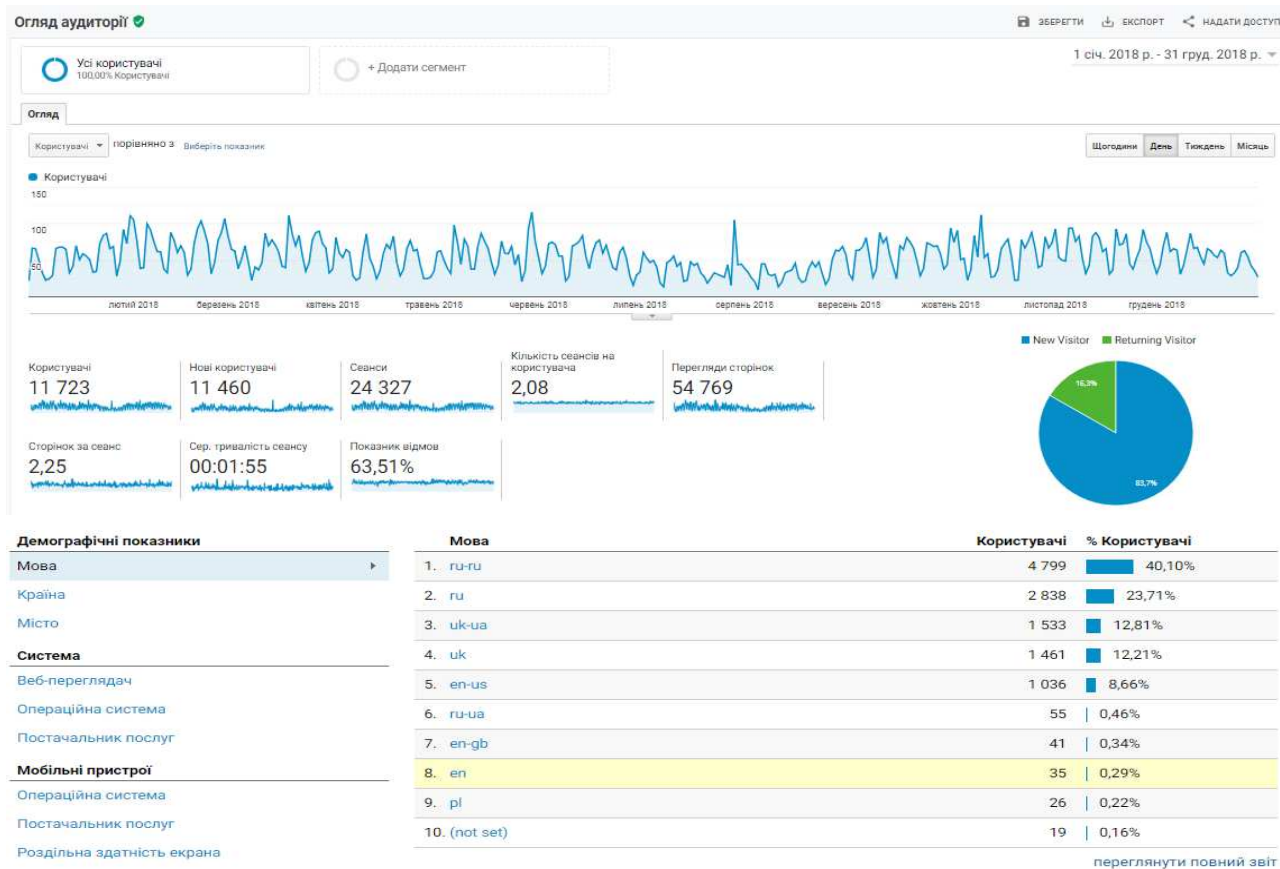 Огляд аудиторії
ЗБЕРЕГТИ ЕКСПОРТ НАДАТИ ДОСТУП
Усі користувачі
100,00% Користувачі
+ Додати сегмент
1 січ. 2018 р. - 31 груд. 2018 р.
Огляд
Користувачі порівняно з Виберіть показник
Щогодини День Тиждень Місяць
Користувачі
150
100
50
лютий 2018 березень 2018 квітень 2018 травень 2018 червень 2018 липень 2018 серпень 2018 вересень 2018 жовтень 2018 листопад 2018 грудень 2018
New Visitor Returning Visitor
Користувачі
11 723
Нові користувачі
11 460
Сеанси
24 327
Кількість сеансів на
користувача
2,08
Перегляди сторінок
54 769
16,3%
83,7%
Сторінок за сеанс
2,25
Сер. тривалість сеансу
00:01:55
Показник відмов
63,51%
Демографічні показники
Мова
Країна
Місто
Система
Веб-переглядач
Операційна система
Постачальник послуг
Мобільні пристрої
Операційна система
Постачальник послуг
Роздільна здатність екрана
Мова Користувачі % Користувачі
1. ru-ru 4 799 40,10%
2. ru 2 838 23,71%
3. uk-ua 1 533 12,81%
4. uk 1 461 12,21%
5. en-us 1 036 8,66%
6. ru-ua 55 0,46%
7. en-gb 41 0,34%
8. en 35 0,29%
9. pl 26 0,22%
10. (not set) 19 0,16%
переглянути повний звіт